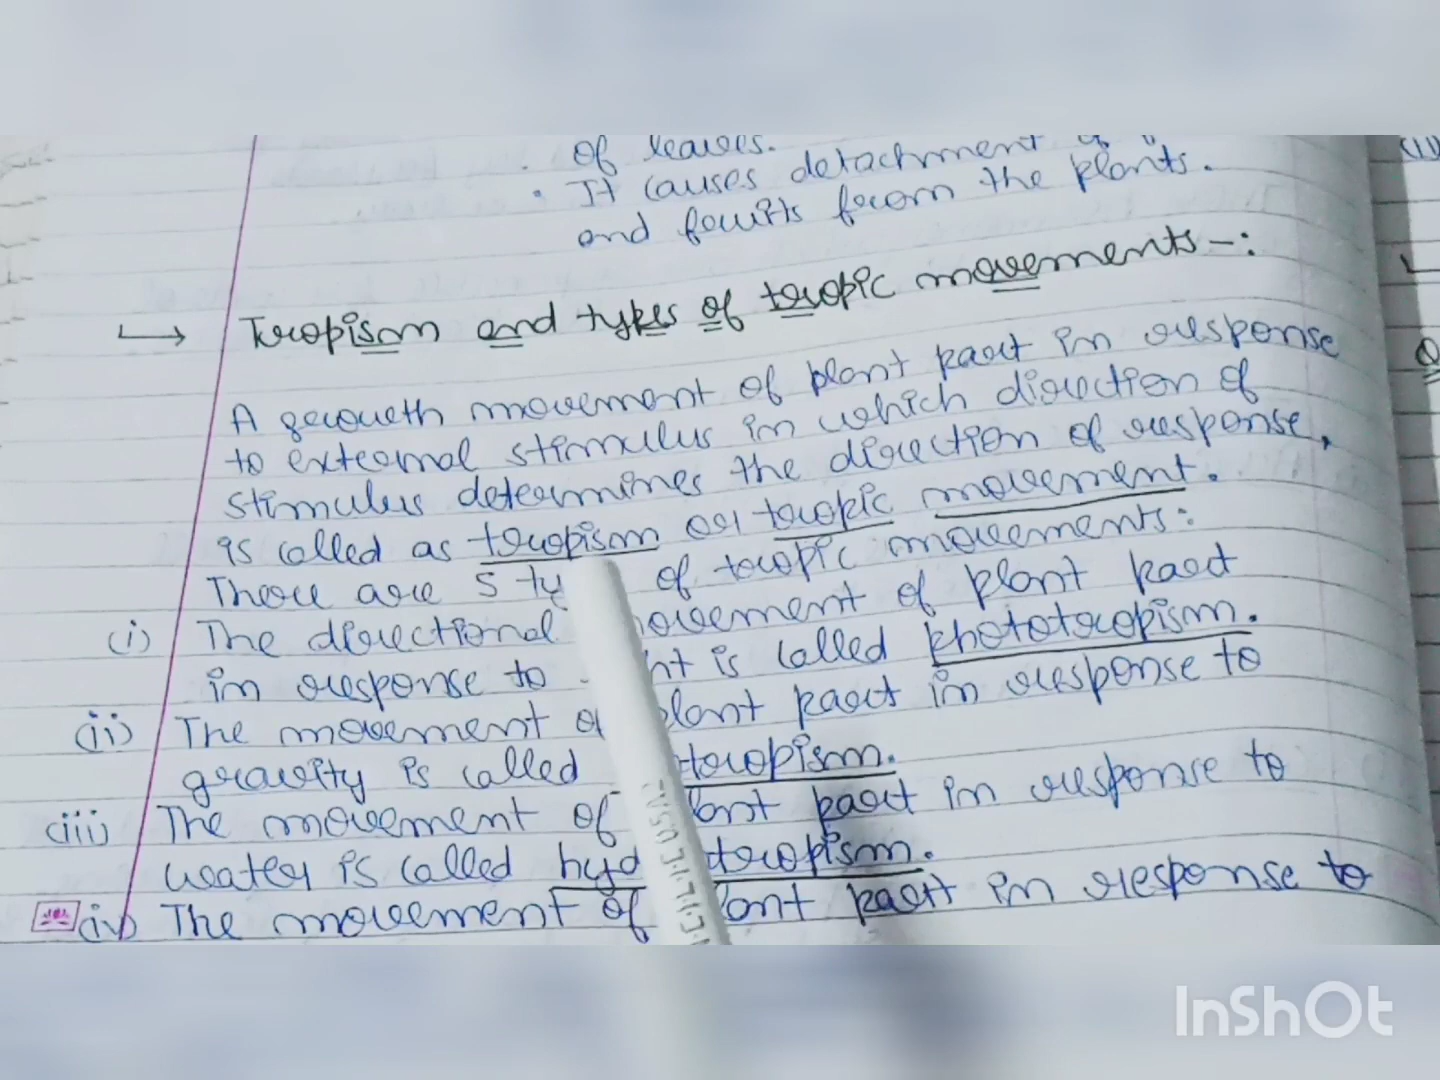 of leaves.
• It causes detachment of
and fruits from the plants.
↳ Tropism and types of tropic movements -:
A growth movement of plant part in response
to external stimulus in which direction of
stimulus determines the direction of response,
is called as tropism or tropic movement.
There are 5 of tropic movements:
(i) The directional movement of plant part
in response to is called phototropism.
(ii) The movement of plant part in response to
gravity is called tropism.
(iii) The movement of plant part in response to
water is called hydrotropism.
(iv) The movement of plant part in response to
InShOt